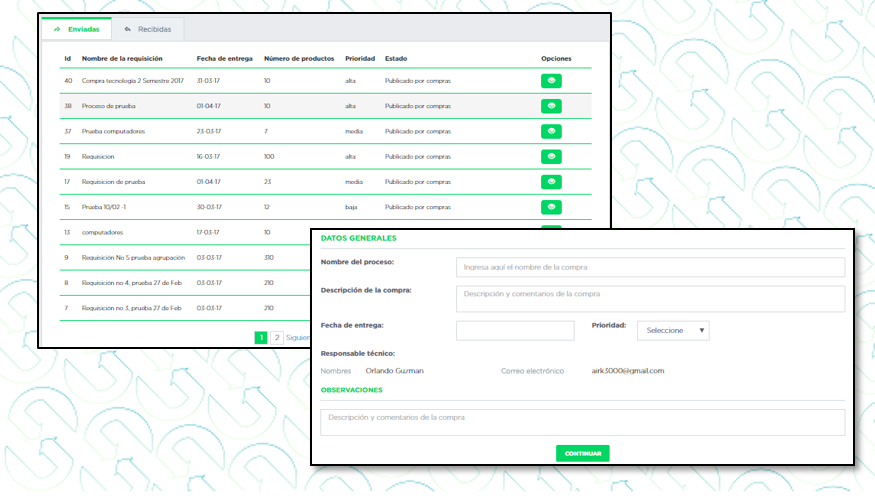 Enviadas Recibidas
Id Nombre de la requisición Fecha de entrega Número de productos Prioridad Estado Opciones
40 Compra tecnología 2 Semestre 2017 31-03-17 10 alta Publicado por compras
38 Proceso de prueba 01-04-17 10 alta Publicado por compras
37 Prueba computadores 23-03-17 7 media Publicado por compras
19 Requisicion 16-03-17 100 alta Publicado por compras
17 Requisicion de prueba 01-04-17 23 media Publicado por compras
15 Prueba 10/02 -1 30-03-17 12 baja Publicado por compras
13 computadores 17-03-17 10
9 Requisición No 5 prueba agrupación 03-03-17 310
8 Requisición no 4, prueba 27 de Feb 03-03-17 210
7 Requisición no 3, prueba 27 de Feb 03-03-17 210
1 2 Siguien
DATOS GENERALES
Nombre del proceso: Ingresa aquí el nombre de la compra
Descripción de la compra: Descripción y comentarios de la compra
Fecha de entrega: Prioridad: Seleccione
Responsable técnico:
Nombres Orlando Guzman Correo electrónico airk3000@gmail.com
OBSERVACIONES
Descripción y comentarios de la compra
CONTINUAR